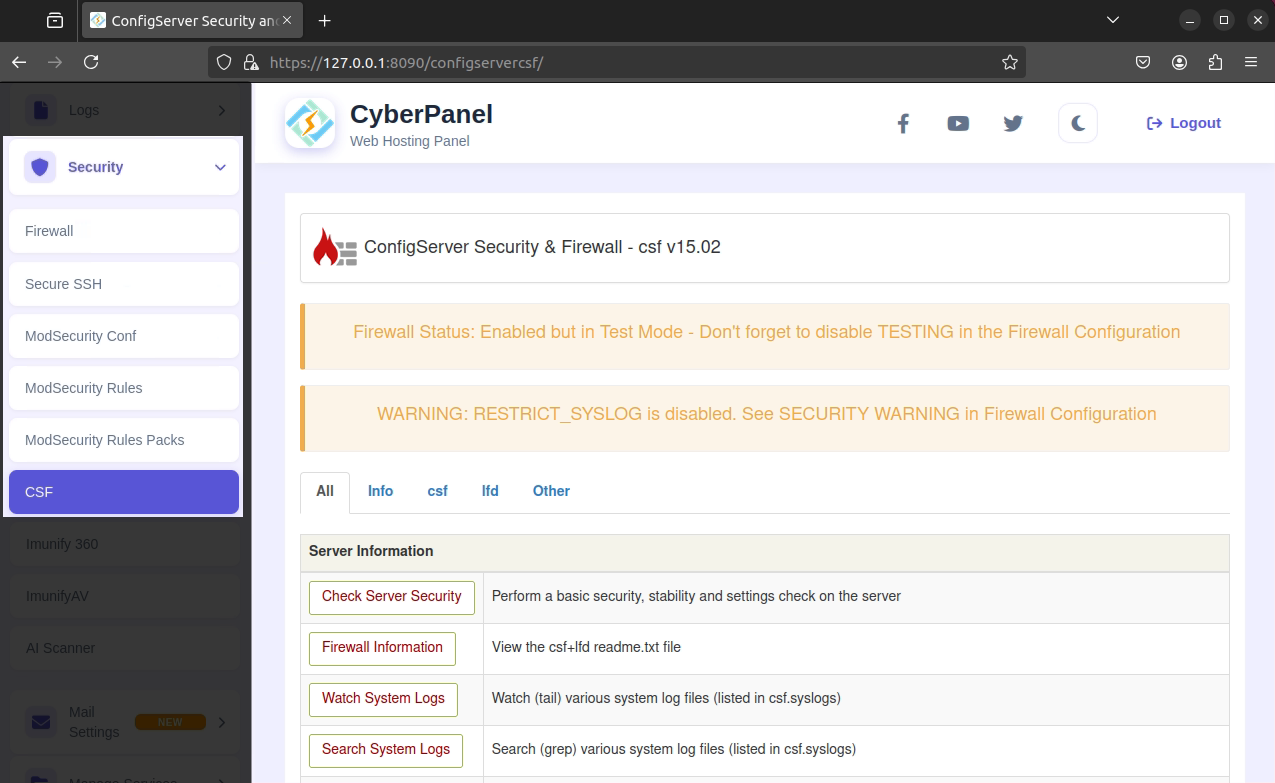 ConfigServer Security an
https://127.0.0.1:8090/configservercsf/
Logs
Security
Firewall
Secure SSH
ModSecurity Conf
ModSecurity Rules
ModSecurity Rules Packs
CSF
Imunify 360
ImunifyAV
AI Scanner
Mail
Settings
NEW
Manage Services
CyberPanel
Web Hosting Panel
Logout
ConfigServer Security & Firewall - csf v15.02
Firewall Status: Enabled but in Test Mode - Don't forget to disable TESTING in the Firewall Configuration
WARNING: RESTRICT_SYSLOG is disabled. See SECURITY WARNING in Firewall Configuration
All Info csf lfd Other
Server Information
Check Server Security Perform a basic security, stability and settings check on the server
Firewall Information View the csf+lfd readme.txt file
Watch System Logs Watch (tail) various system log files (listed in csf.syslogs)
Search System Logs Search (grep) various system log files (listed in csf.syslogs)